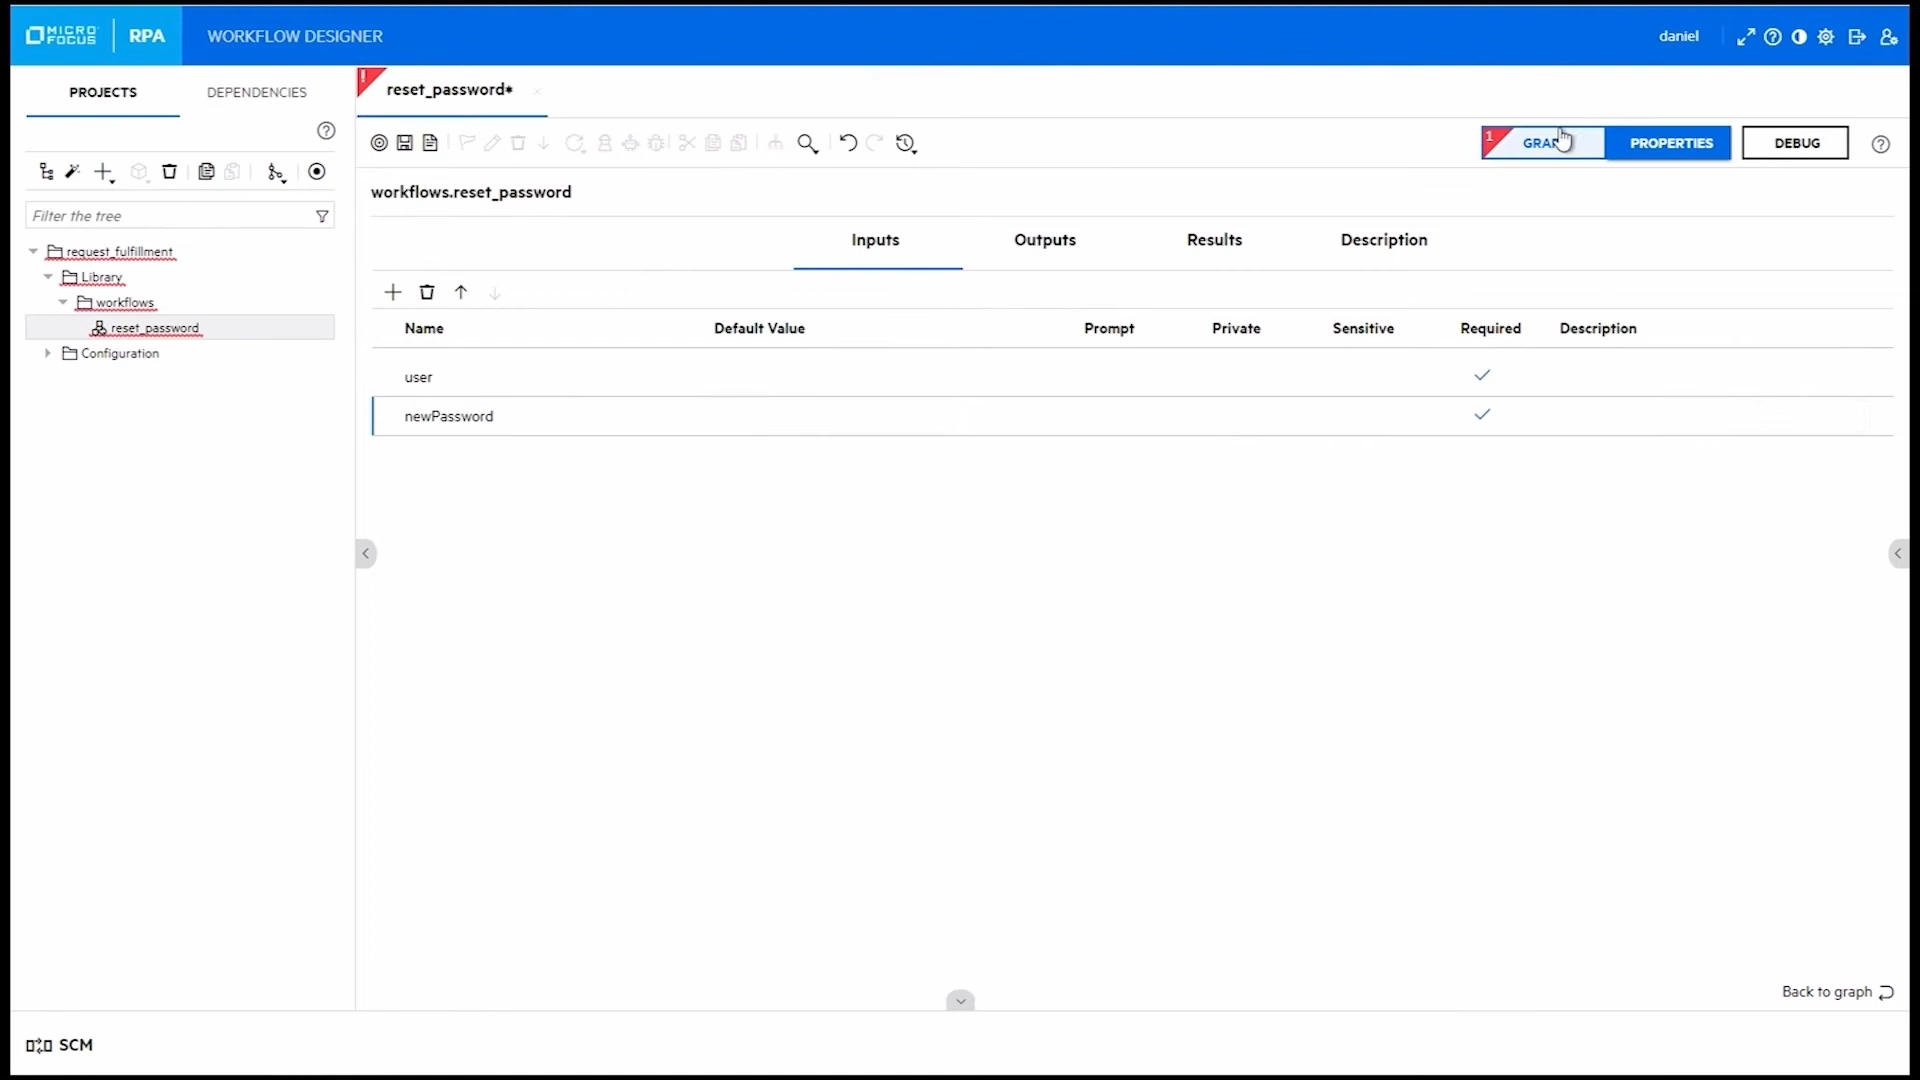 MICRO FOCUS RPA WORKFLOW DESIGNER daniel
PROJECTS DEPENDENCIES
reset_password*
1 PROPERTIES DEBUG
workflows.reset_password
Filter the tree
Inputs Outputs Results Description
request_fulfillment
Library
workflows
reset_password
Configuration
Name Default Value Prompt Private Sensitive Required Description
user
newPassword
Back to graph
SCM